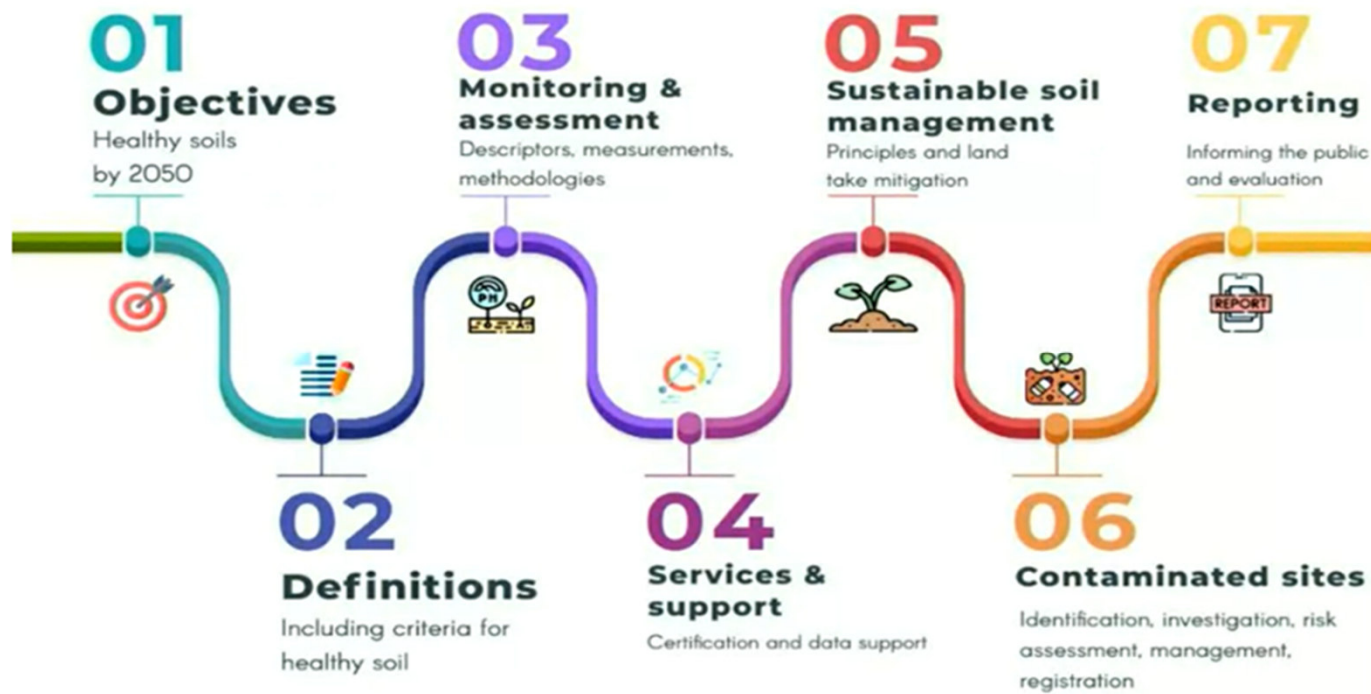 01
Objectives
Healthy soils
by 2050
02
Definitions
Including criteria for
healthy soil
03
Monitoring &
assessment
Descriptors, measurements,
methodologies
PH
04
Services &
support
Certification and data support
05
Sustainable soil
management
Principles and land
take mitigation
06
Contaminated sites
Identification, investigation, risk
assessment, management,
registration
07
Reporting
Informing the public
and evaluation
REPORT